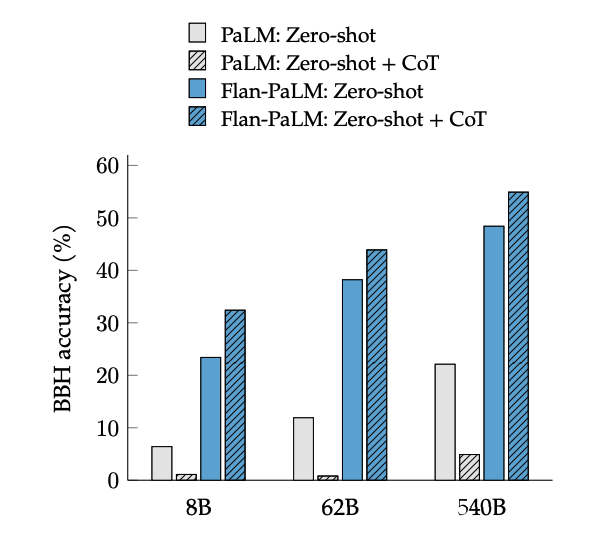 PaLM: Zero-shot
PaLM: Zero-shot + CoT
Flan-PaLM: Zero-shot
Flan-PaLM: Zero-shot + CoT
BBH accuracy (%)
60
50
40
30
20
10
0
8B 62B 540B